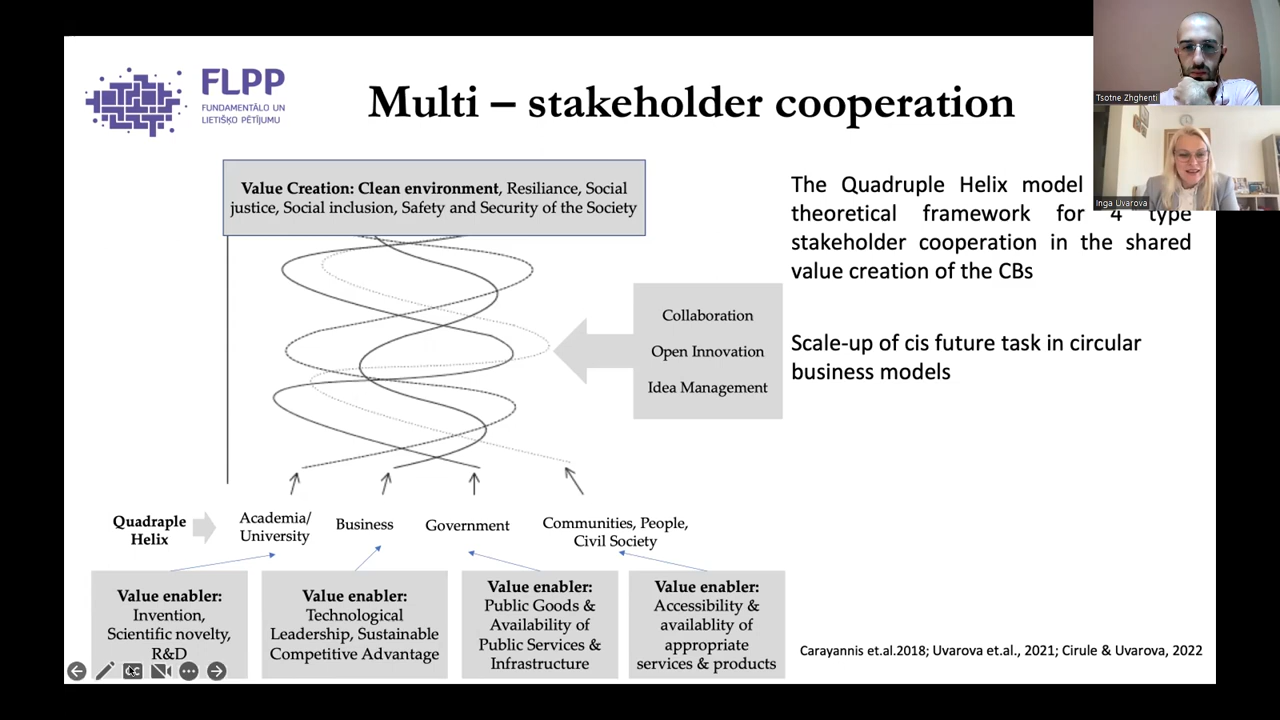 FLPP
FUNDAMENTĀLO UN
LIETIŠĶO PĒTĪJUMU
Multi – stakeholder cooperation
Tsotne Zhghenti
Inga Uvarova
Value Creation: Clean environment, Resiliance, Social
justice, Social inclusion, Safety and Security of the Society
The Quadruple Helix model
theoretical framework for 4 type
stakeholder cooperation in the shared
value creation of the CBs
Collaboration
Open Innovation
Idea Management
Scale-up of cis future task in circular
business models
Quadraple
Helix
Academia/
University
Business
Government
Communities, People,
Civil Society
Value enabler:
Invention,
Scientific novelty,
R&D
Value enabler:
Technological
Leadership, Sustainable
Competitive Advantage
Value enabler:
Public Goods &
Availability of
Public Services &
Infrastructure
Value enabler:
Accessibility &
availablity of
appropriate
services & products
Carayannis et.al.2018; Uvarova et.al., 2021; Cirule & Uvarova, 2022